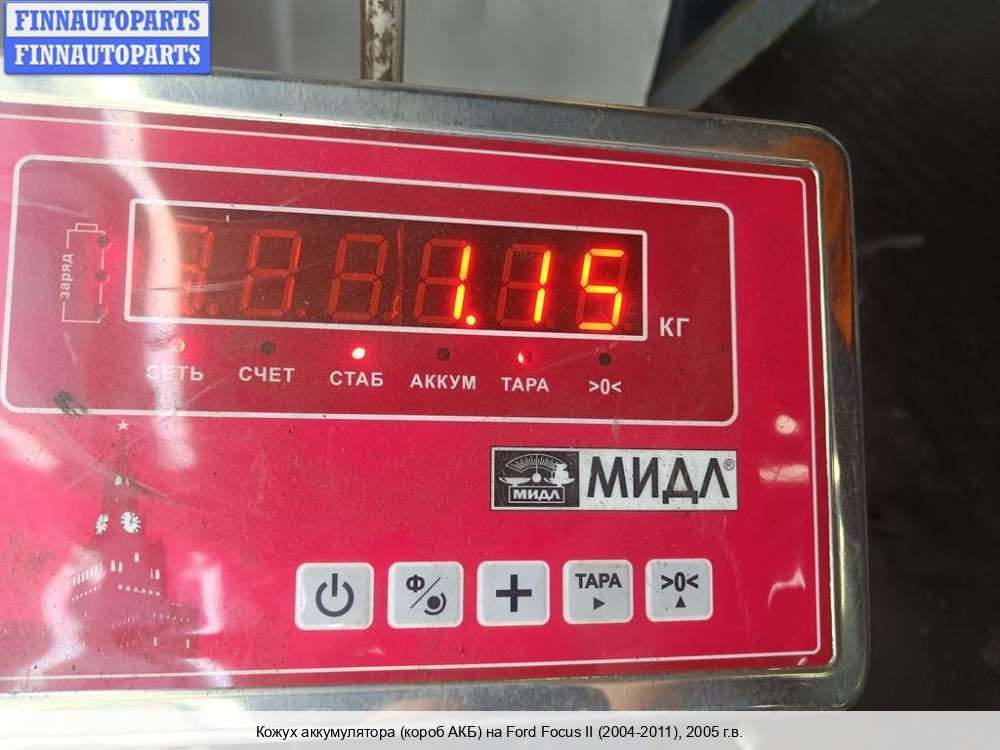 FINNAUTOPARTS
FINNAUTOPARTS
заряд
1.15
КГ
СЕТЬ СЧЕТ СТАБ АККУМ ТАРА >0<
МИДЛ МИДЛ®
Ф ТАРА >0<
Кожух аккумулятора (короб АКБ) на Ford Focus II (2004-2011), 2005 г.в.